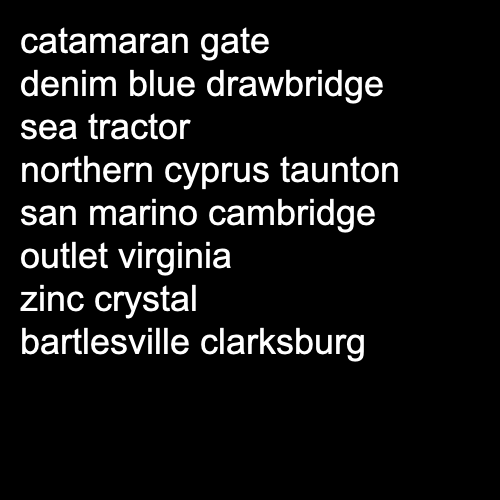 catamaran gate
denim blue drawbridge
sea tractor
northern cyprus taunton
san marino cambridge
outlet virginia
zinc crystal
bartlesville clarksburg